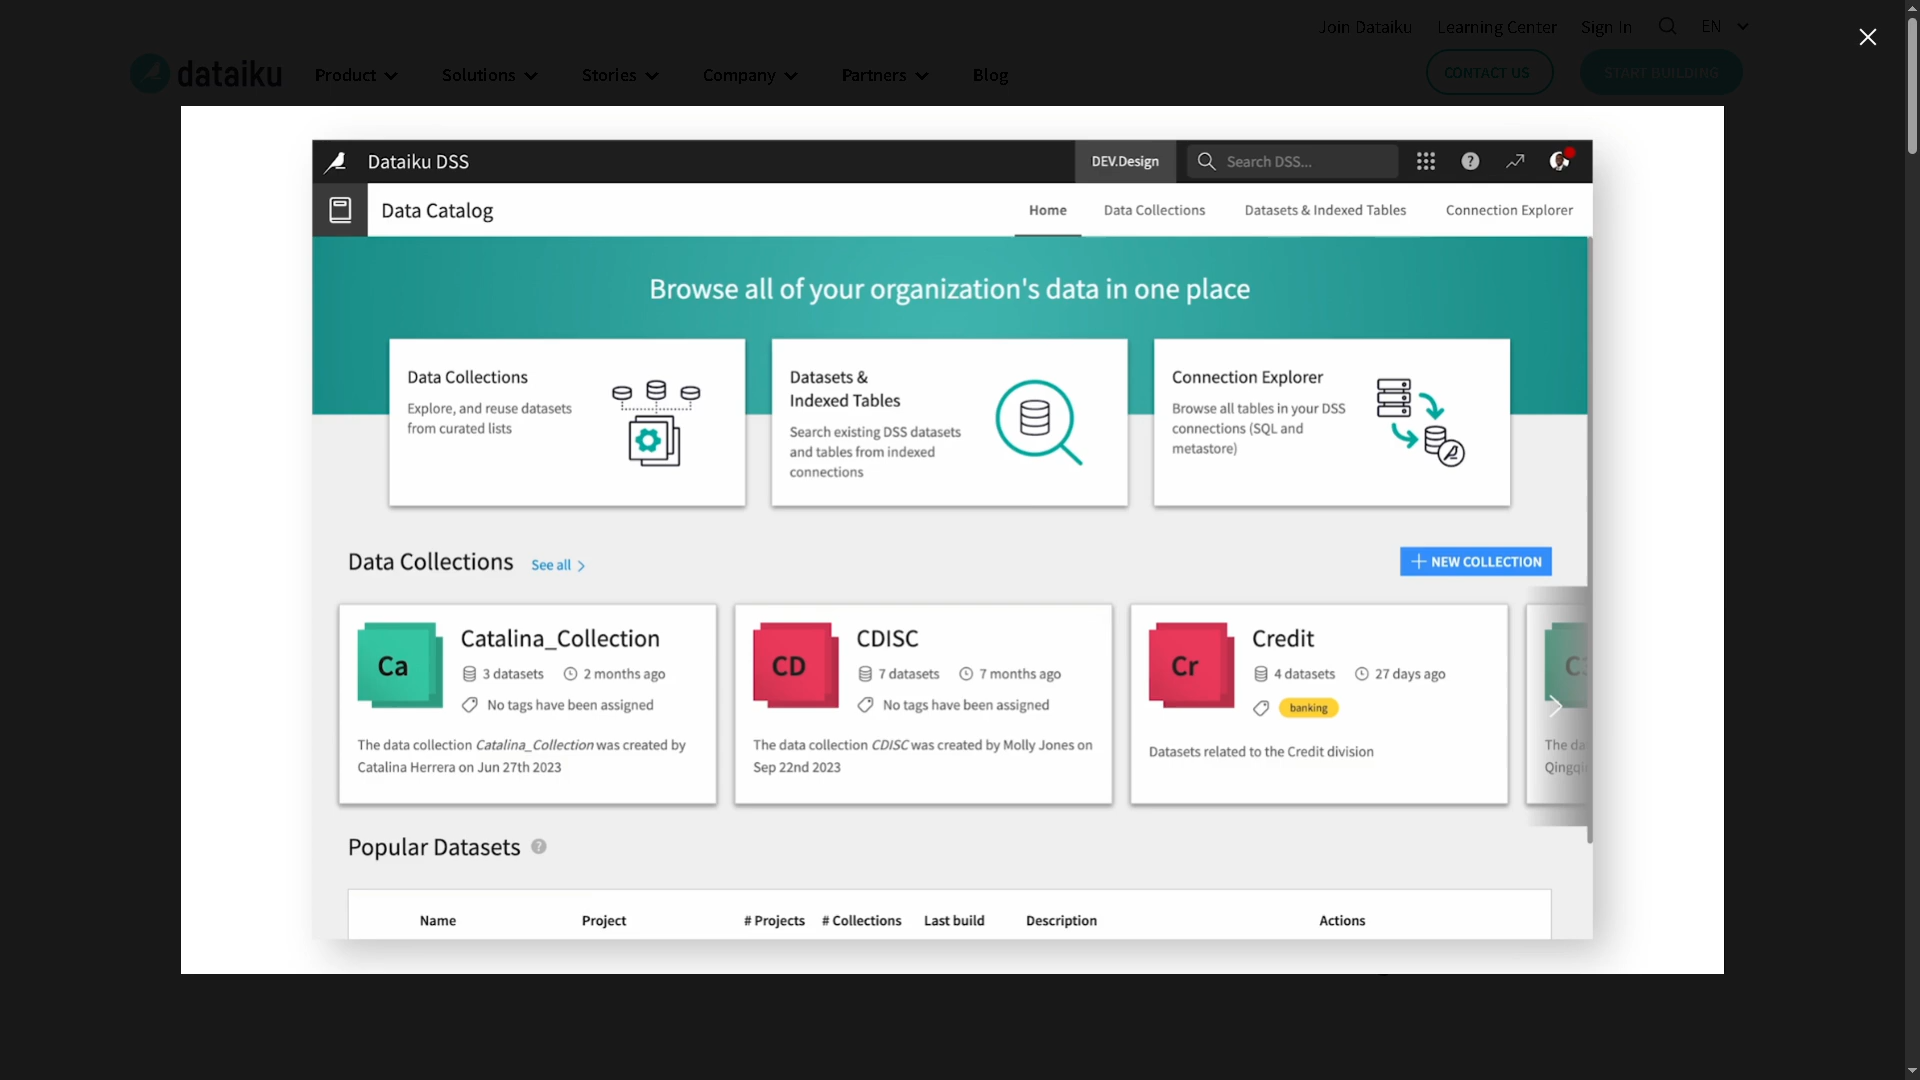 Join Dataiku Learning Center Sign In EN
dataiku Product Solutions Stories Company Partners Blog CONTACT US START BUILDING
Dataiku DSS DEV.Design Search DSS...
Data Catalog Home Data Collections Datasets & Indexed Tables Connection Explorer
Browse all of your organization's data in one place
Data Collections
Explore, and reuse datasets
from curated lists
Datasets &
Indexed Tables
Search existing DSS datasets
and tables from indexed
connections
Connection Explorer
Browse all tables in your DSS
connections (SQL and
metastore)
Data Collections See all NEW COLLECTION
Ca
Catalina_Collection
3 datasets 2 months ago
No tags have been assigned
The data collection Catalina_Collection was created by
Catalina Herrera on Jun 27th 2023
CD
CDISC
7 datasets 7 months ago
No tags have been assigned
The data collection CDISC was created by Molly Jones on
Sep 22nd 2023
Cr
Credit
4 datasets 27 days ago
banking
Datasets related to the Credit division
The da
Qingqi
Popular Datasets
Name Project # Projects # Collections Last build Description Actions